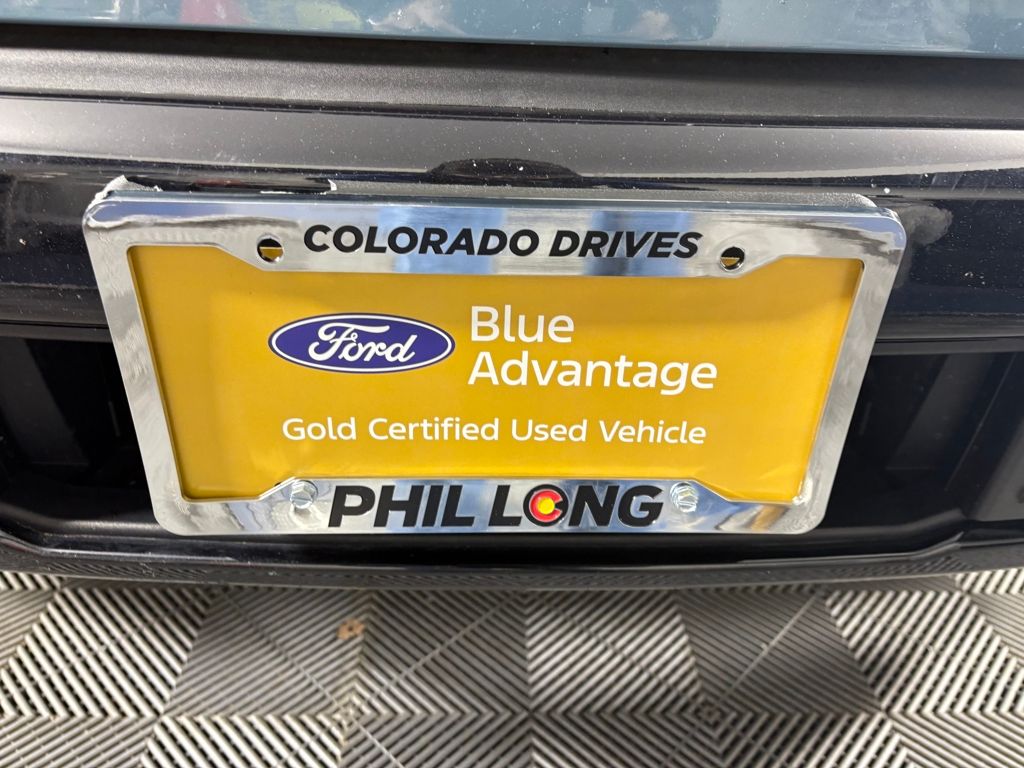 COLORADO DRIVES
Ford
Blue
Advantage
Gold Certified Used Vehicle
PHIL LONG